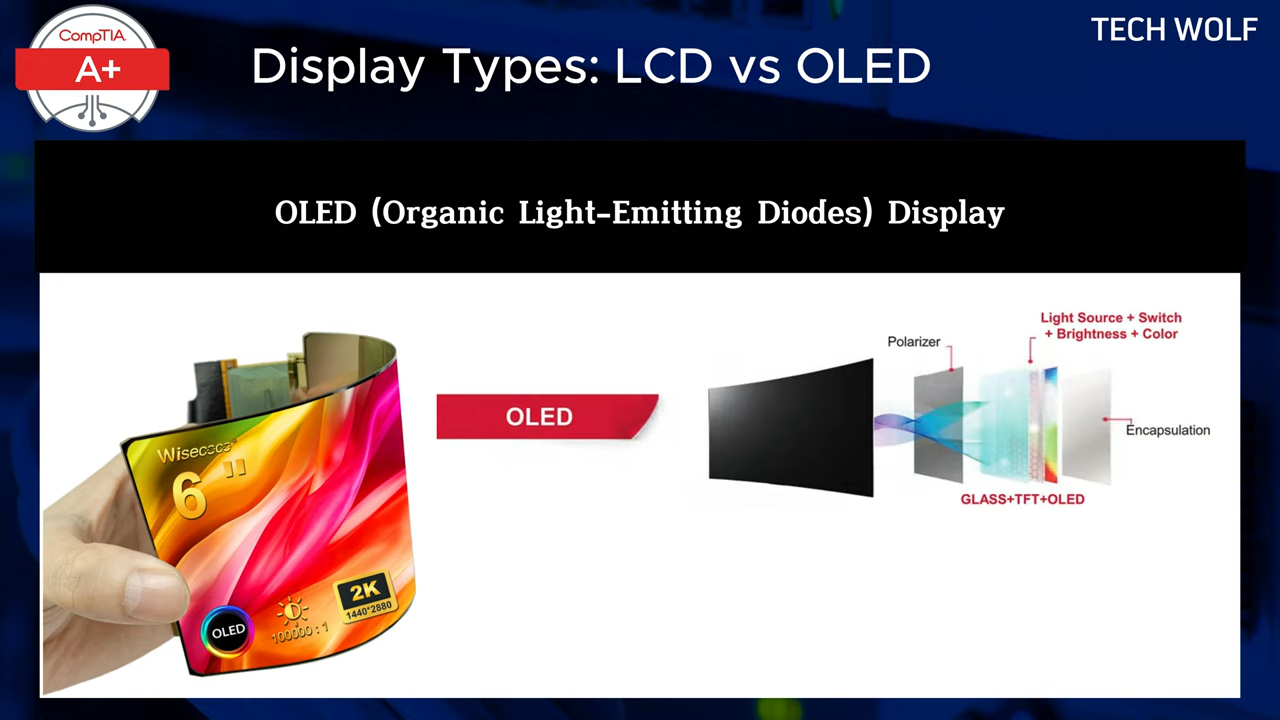 CompTIA.
A+
Display Types: LCD vs OLED
TECH WOLF
OLED (Organic Light-Emitting Diodes) Display
Wisecoco
6"
OLED
100000:1
2K
1440*2880
OLED
Polarizer
Light Source + Switch
+ Brightness + Color
Encapsulation
GLASS+TFT+OLED